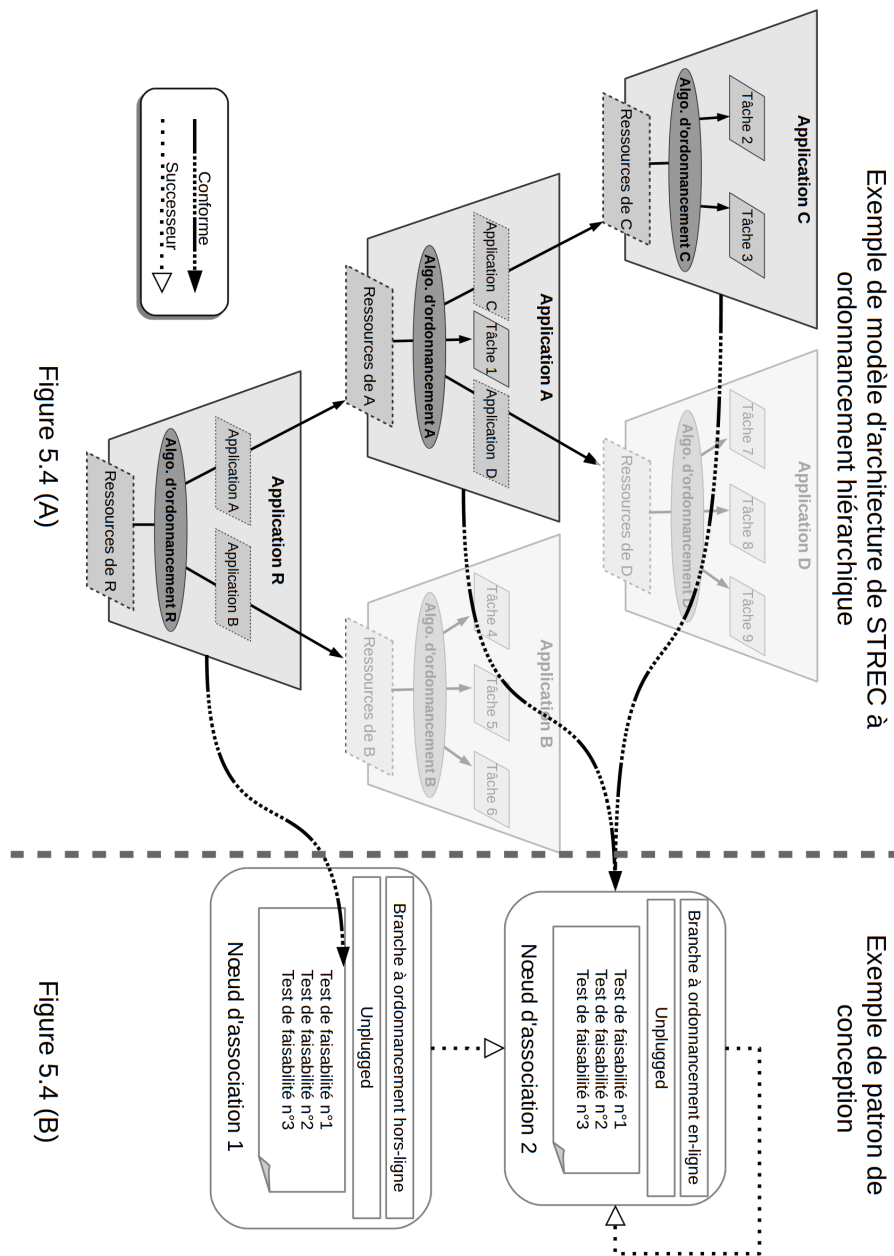 Exemple de modèle d'architecture de STREC à
ordonnancement hiérarchique
Application C
Tâche 2
Tâche 3
Algo. d'ordonnancement C
Ressources de C
Application D
Tâche 7
Tâche 8
Tâche 9
Algo. d'ordonnancement D
Ressources de D
Application A
Application C
Tâche 1
Application D
Algo. d'ordonnancement A
Ressources de A
Application B
Tâche 4
Tâche 5
Tâche 6
Algo. d'ordonnancement B
Ressources de B
Application R
Application A
Application B
Algo. d'ordonnancement R
Ressources de R
Conforme
Successeur
Figure 5.4 (A)
Exemple de patron de
conception
Branche à ordonnancement en-ligne
Unplugged
Test de faisabilité n°1
Test de faisabilité n°2
Test de faisabilité n°3
Nœud d'association 2
Branche à ordonnancement hors-ligne
Unplugged
Test de faisabilité n°1
Test de faisabilité n°2
Test de faisabilité n°3
Nœud d'association 1
Figure 5.4 (B)